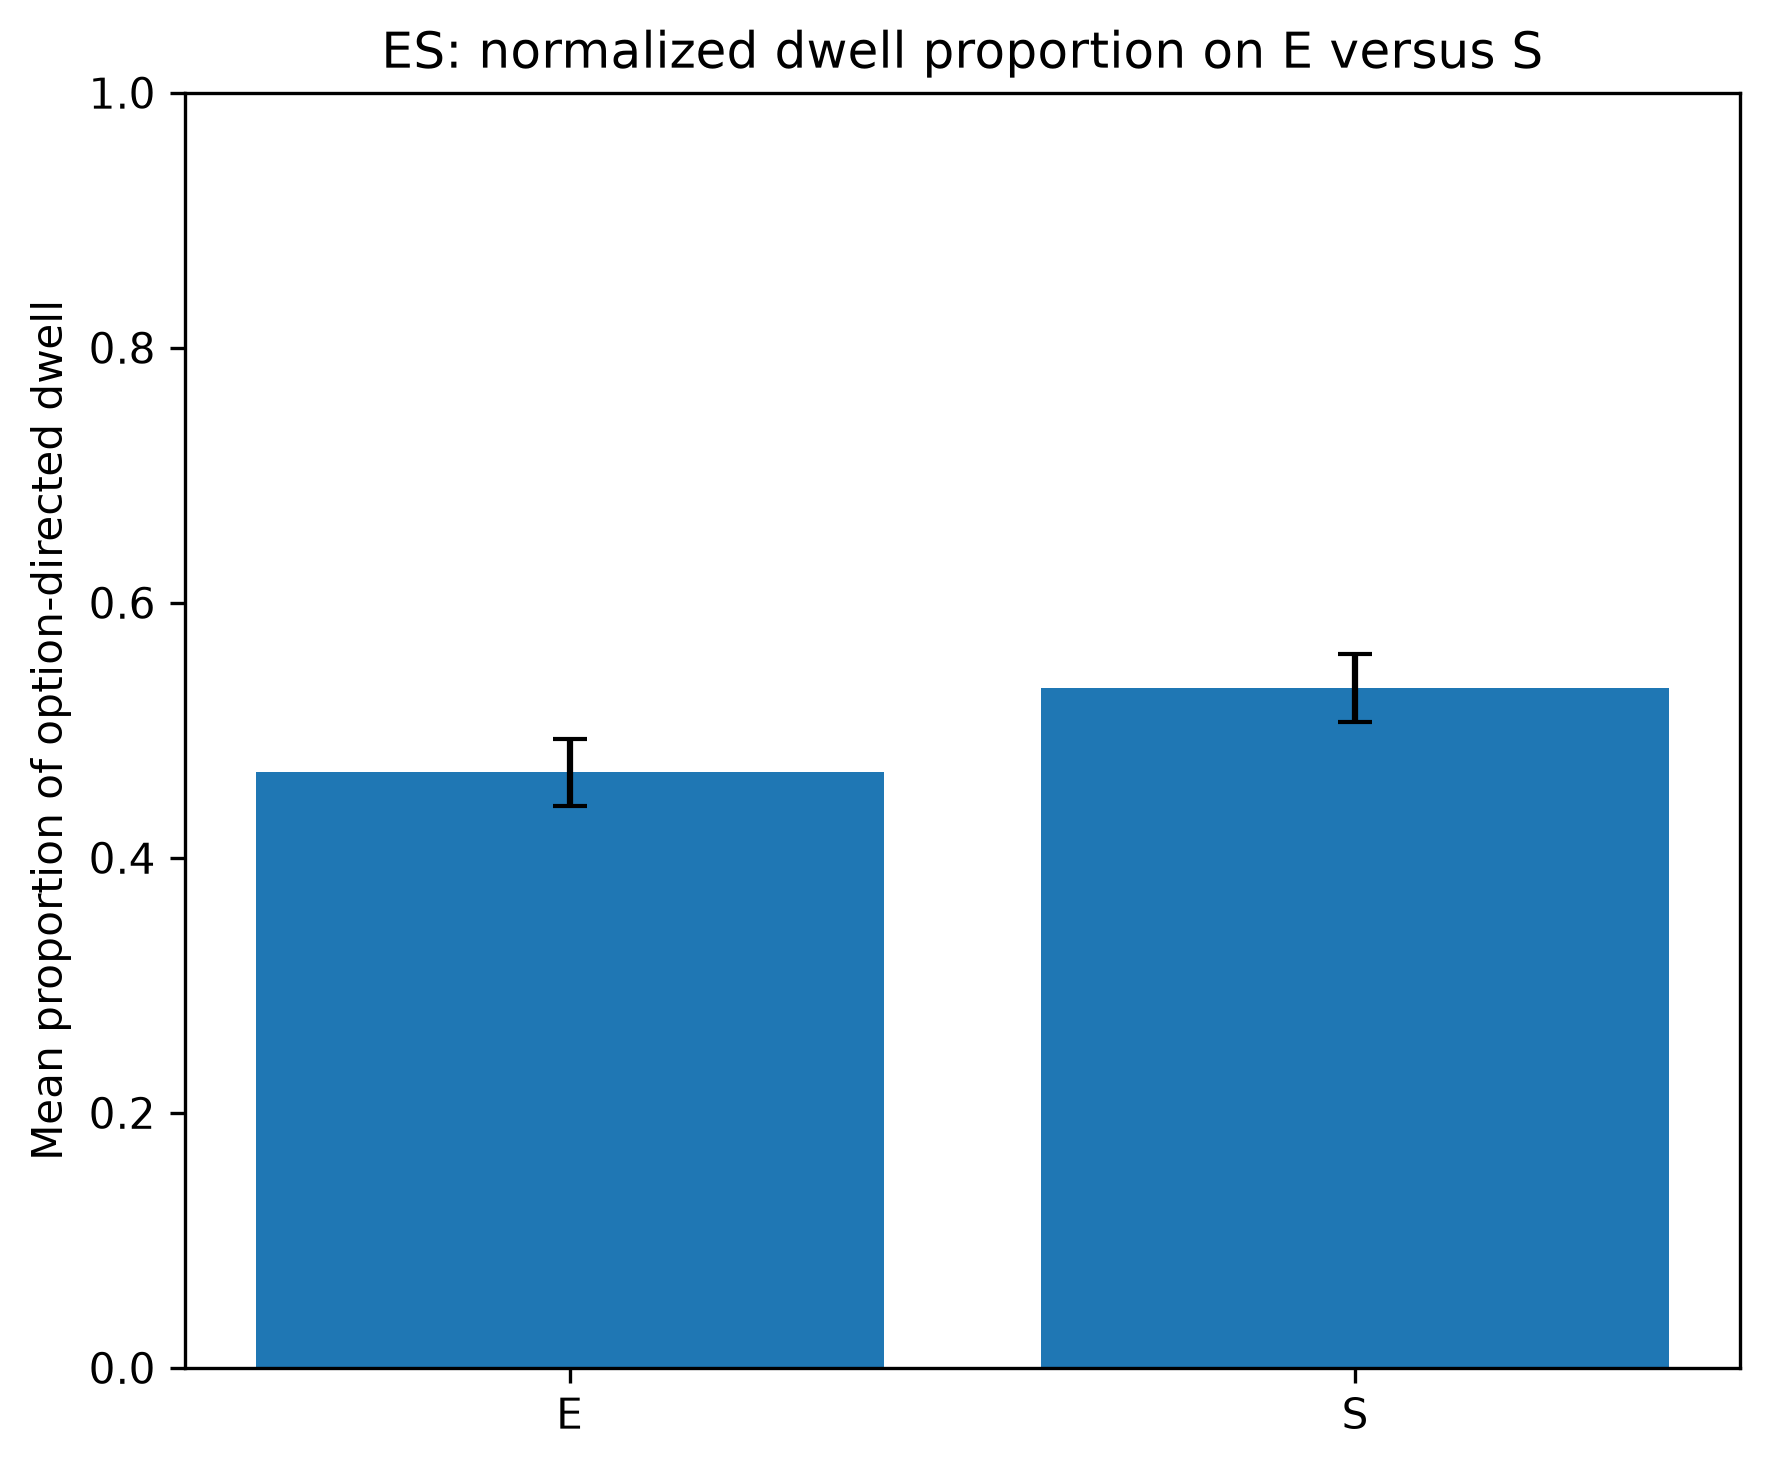 ES: normalized dwell proportion on E versus S
Mean proportion of option-directed dwell
1.0
0.8
0.6
0.4
0.2
0.0
E
S